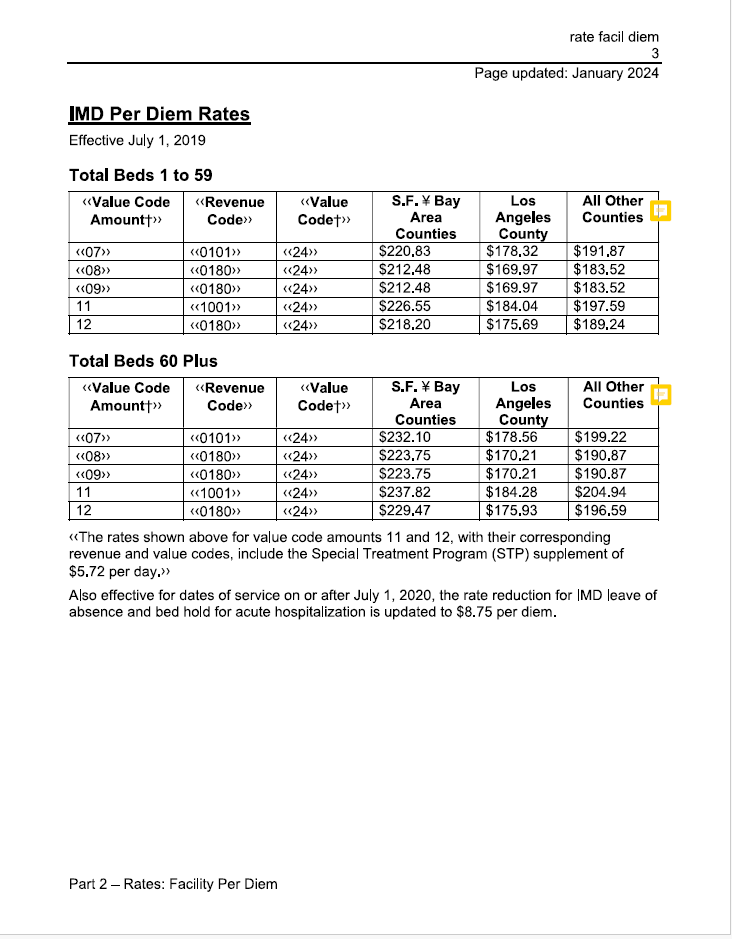 rate facil diem
3
Page updated: January 2024
IMD Per Diem Rates
Effective July 1, 2019
Total Beds 1 to 59
‹‹Value Code Amount†›› ‹‹Revenue Code›› ‹‹Value Code†›› S.F. ¥ Bay Area Counties Los Angeles County All Other Counties
‹‹07›› ‹‹0101›› ‹‹24›› $220.83 $178.32 $191.87
‹‹08›› ‹‹0180›› ‹‹24›› $212.48 $169.97 $183.52
‹‹09›› ‹‹0180›› ‹‹24›› $212.48 $169.97 $183.52
11 ‹‹1001›› ‹‹24›› $226.55 $184.04 $197.59
12 ‹‹0180›› ‹‹24›› $218.20 $175.69 $189.24
Total Beds 60 Plus
‹‹Value Code Amount†›› ‹‹Revenue Code›› ‹‹Value Code†›› S.F. ¥ Bay Area Counties Los Angeles County All Other Counties
‹‹07›› ‹‹0101›› ‹‹24›› $232.10 $178.56 $199.22
‹‹08›› ‹‹0180›› ‹‹24›› $223.75 $170.21 $190.87
‹‹09›› ‹‹0180›› ‹‹24›› $223.75 $170.21 $190.87
11 ‹‹1001›› ‹‹24›› $237.82 $184.28 $204.94
12 ‹‹0180›› ‹‹24›› $229.47 $175.93 $196.59
‹‹The rates shown above for value code amounts 11 and 12, with their corresponding
revenue and value codes, include the Special Treatment Program (STP) supplement of
$5.72 per day.››
Also effective for dates of service on or after July 1, 2020, the rate reduction for IMD leave of
absence and bed hold for acute hospitalization is updated to $8.75 per diem.
Part 2 – Rates: Facility Per Diem